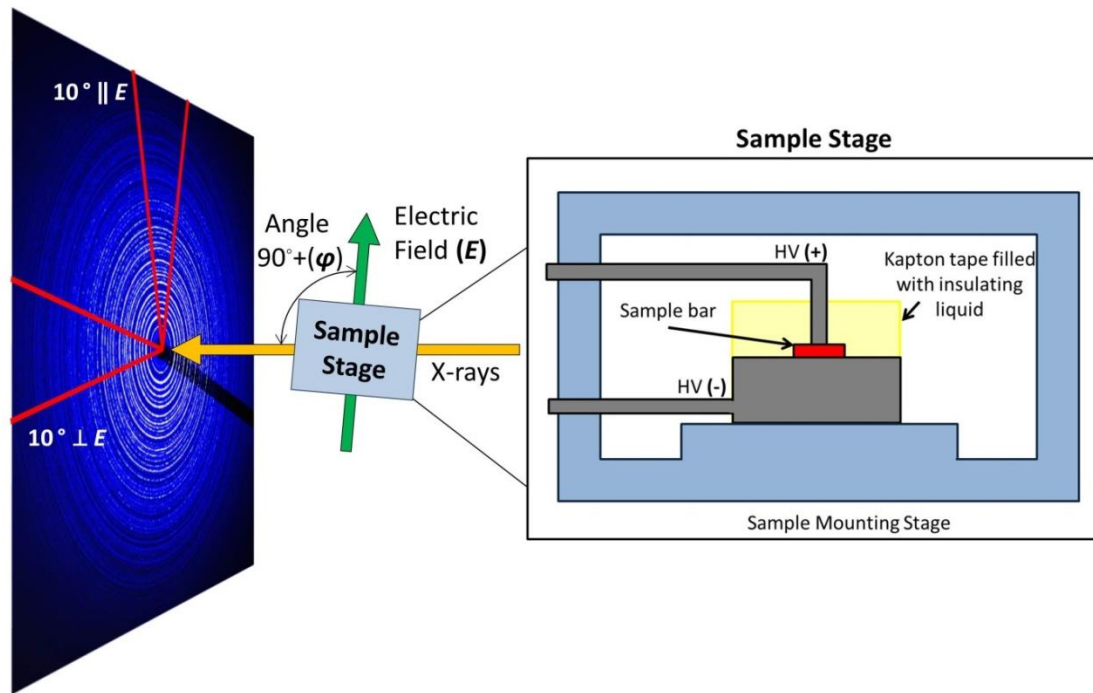 10° || E
10° ⊥ E
Angle
90°+(φ)
Electric
Field (E)
Sample
Stage
X-rays
Sample Stage
HV (+)
Kapton tape filled
with insulating
liquid
Sample bar
HV (-)
Sample Mounting Stage